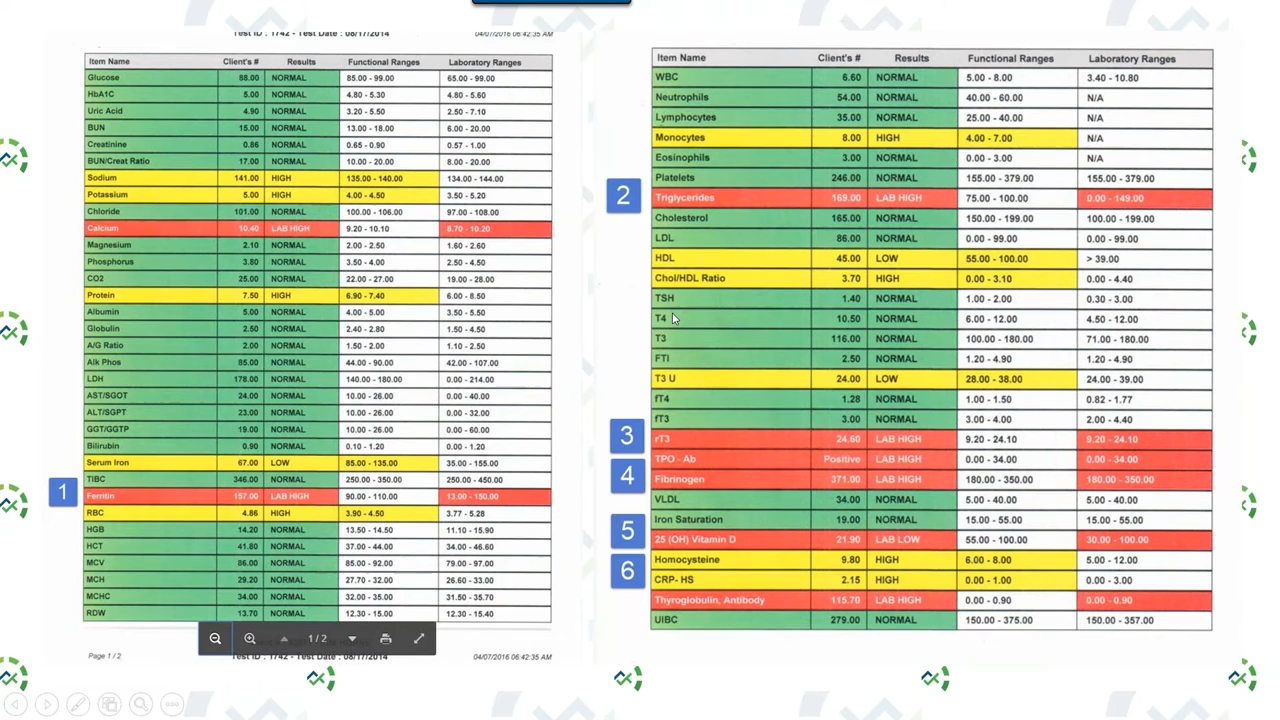 Test ID : 1742 - Test Date : 08/17/2014 04/07/2016 06:42:35 AM
Item Name Client's # Results Functional Ranges Laboratory Ranges
Glucose 88.00 NORMAL 85.00 - 99.00 65.00 - 99.00
HbA1C 5.00 NORMAL 4.80 - 5.30 4.80 - 5.60
Uric Acid 4.90 NORMAL 3.20 - 5.50 2.50 - 7.10
BUN 15.00 NORMAL 13.00 - 18.00 6.00 - 20.00
Creatinine 0.86 NORMAL 0.65 - 0.90 0.57 - 1.00
BUN/Creat Ratio 17.00 NORMAL 10.00 - 20.00 8.00 - 20.00
Sodium 141.00 HIGH 135.00 - 140.00 134.00 - 144.00
Potassium 5.00 HIGH 4.00 - 4.50 3.50 - 5.20
Chloride 101.00 NORMAL 100.00 - 106.00 97.00 - 108.00
Calcium 10.40 LAB HIGH 9.20 - 10.10 8.70 - 10.20
Magnesium 2.10 NORMAL 2.00 - 2.50 1.60 - 2.60
Phosphorus 3.80 NORMAL 3.50 - 4.00 2.50 - 4.50
CO2 25.00 NORMAL 22.00 - 27.00 19.00 - 28.00
Protein 7.50 HIGH 6.90 - 7.40 6.00 - 8.50
Albumin 5.00 NORMAL 4.00 - 5.00 3.50 - 5.50
Globulin 2.50 NORMAL 2.40 - 2.80 1.50 - 4.50
A/G Ratio 2.00 NORMAL 1.50 - 2.00 1.10 - 2.50
Alk Phos 85.00 NORMAL 44.00 - 90.00 42.00 - 107.00
LDH 178.00 NORMAL 140.00 - 180.00 0.00 - 214.00
AST/SGOT 24.00 NORMAL 10.00 - 26.00 0.00 - 40.00
ALT/SGPT 23.00 NORMAL 10.00 - 26.00 0.00 - 32.00
GGT/GGTP 19.00 NORMAL 10.00 - 26.00 0.00 - 60.00
Bilirubin 0.90 NORMAL 0.10 - 1.20 0.00 - 1.20
Serum Iron 67.00 LOW 85.00 - 135.00 35.00 - 155.00
TIBC 346.00 NORMAL 250.00 - 350.00 250.00 - 450.00
1 Ferritin 157.00 LAB HIGH 90.00 - 110.00 13.00 - 150.00
RBC 4.86 HIGH 3.90 - 4.50 3.77 - 5.28
HGB 14.20 NORMAL 13.50 - 14.50 11.10 - 15.90
HCT 41.80 NORMAL 37.00 - 44.00 34.00 - 46.60
MCV 86.00 NORMAL 85.00 - 92.00 79.00 - 97.00
MCH 29.20 NORMAL 27.70 - 32.00 26.60 - 33.00
MCHC 34.00 NORMAL 32.00 - 35.00 31.50 - 35.70
RDW 13.70 NORMAL 12.30 - 15.00 12.30 - 15.40
1 / 2
Page 1 / 2 Test ID : 1742 - Test Date : 08/17/2014 04/07/2016 06:42:35 AM
Item Name Client's # Results Functional Ranges Laboratory Ranges
WBC 6.60 NORMAL 5.00 - 8.00 3.40 - 10.80
Neutrophils 54.00 NORMAL 40.00 - 60.00 N/A
Lymphocytes 35.00 NORMAL 25.00 - 40.00 N/A
Monocytes 8.00 HIGH 4.00 - 7.00 N/A
Eosinophils 3.00 NORMAL 0.00 - 3.00 N/A
Platelets 246.00 NORMAL 155.00 - 379.00 155.00 - 379.00
2 Triglycerides 169.00 LAB HIGH 75.00 - 100.00 0.00 - 149.00
Cholesterol 165.00 NORMAL 150.00 - 199.00 100.00 - 199.00
LDL 86.00 NORMAL 0.00 - 99.00 0.00 - 99.00
HDL 45.00 LOW 55.00 - 100.00 > 39.00
Chol/HDL Ratio 3.70 HIGH 0.00 - 3.10 0.00 - 4.40
TSH 1.40 NORMAL 1.00 - 2.00 0.30 - 3.00
T4 10.50 NORMAL 6.00 - 12.00 4.50 - 12.00
T3 116.00 NORMAL 100.00 - 180.00 71.00 - 180.00
FTI 2.50 NORMAL 1.20 - 4.90 1.20 - 4.90
T3 U 24.00 LOW 28.00 - 38.00 24.00 - 39.00
fT4 1.28 NORMAL 1.00 - 1.50 0.82 - 1.77
fT3 3.00 NORMAL 3.00 - 4.00 2.00 - 4.40
3 rT3 24.60 LAB HIGH 9.20 - 24.10 9.20 - 24.10
TPO - Ab Positive LAB HIGH 0.00 - 34.00 0.00 - 34.00
4 Fibrinogen 371.00 LAB HIGH 180.00 - 350.00 180.00 - 350.00
VLDL 34.00 NORMAL 5.00 - 40.00 5.00 - 40.00
Iron Saturation 19.00 NORMAL 15.00 - 55.00 15.00 - 55.00
5 25 (OH) Vitamin D 21.90 LAB LOW 55.00 - 100.00 30.00 - 100.00
Homocysteine 9.80 HIGH 6.00 - 8.00 5.00 - 12.00
6 CRP- HS 2.15 HIGH 0.00 - 1.00 0.00 - 3.00
Thyroglobulin, Antibody 115.70 LAB HIGH 0.00 - 0.90 0.00 - 0.90
UIBC 279.00 NORMAL 150.00 - 375.00 150.00 - 357.00